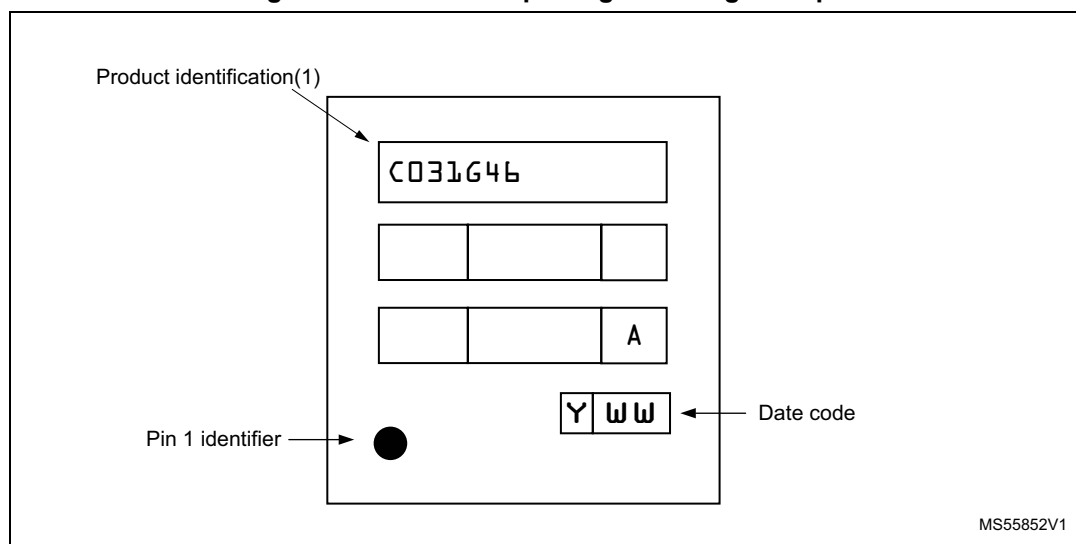 Product identification(1)
C031G46
A
Y WW
Date code
Pin 1 identifier
MS55852V1